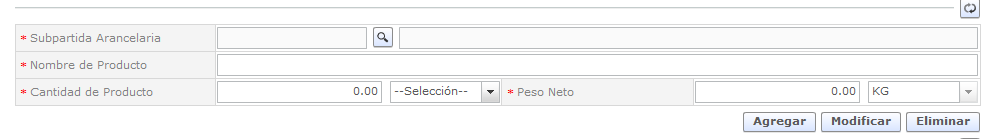 * Subpartida Arancelaria
* Nombre de Producto
* Cantidad de Producto 0.00 --Selección-- * Peso Neto 0.00 KG
Agregar Modificar Eliminar